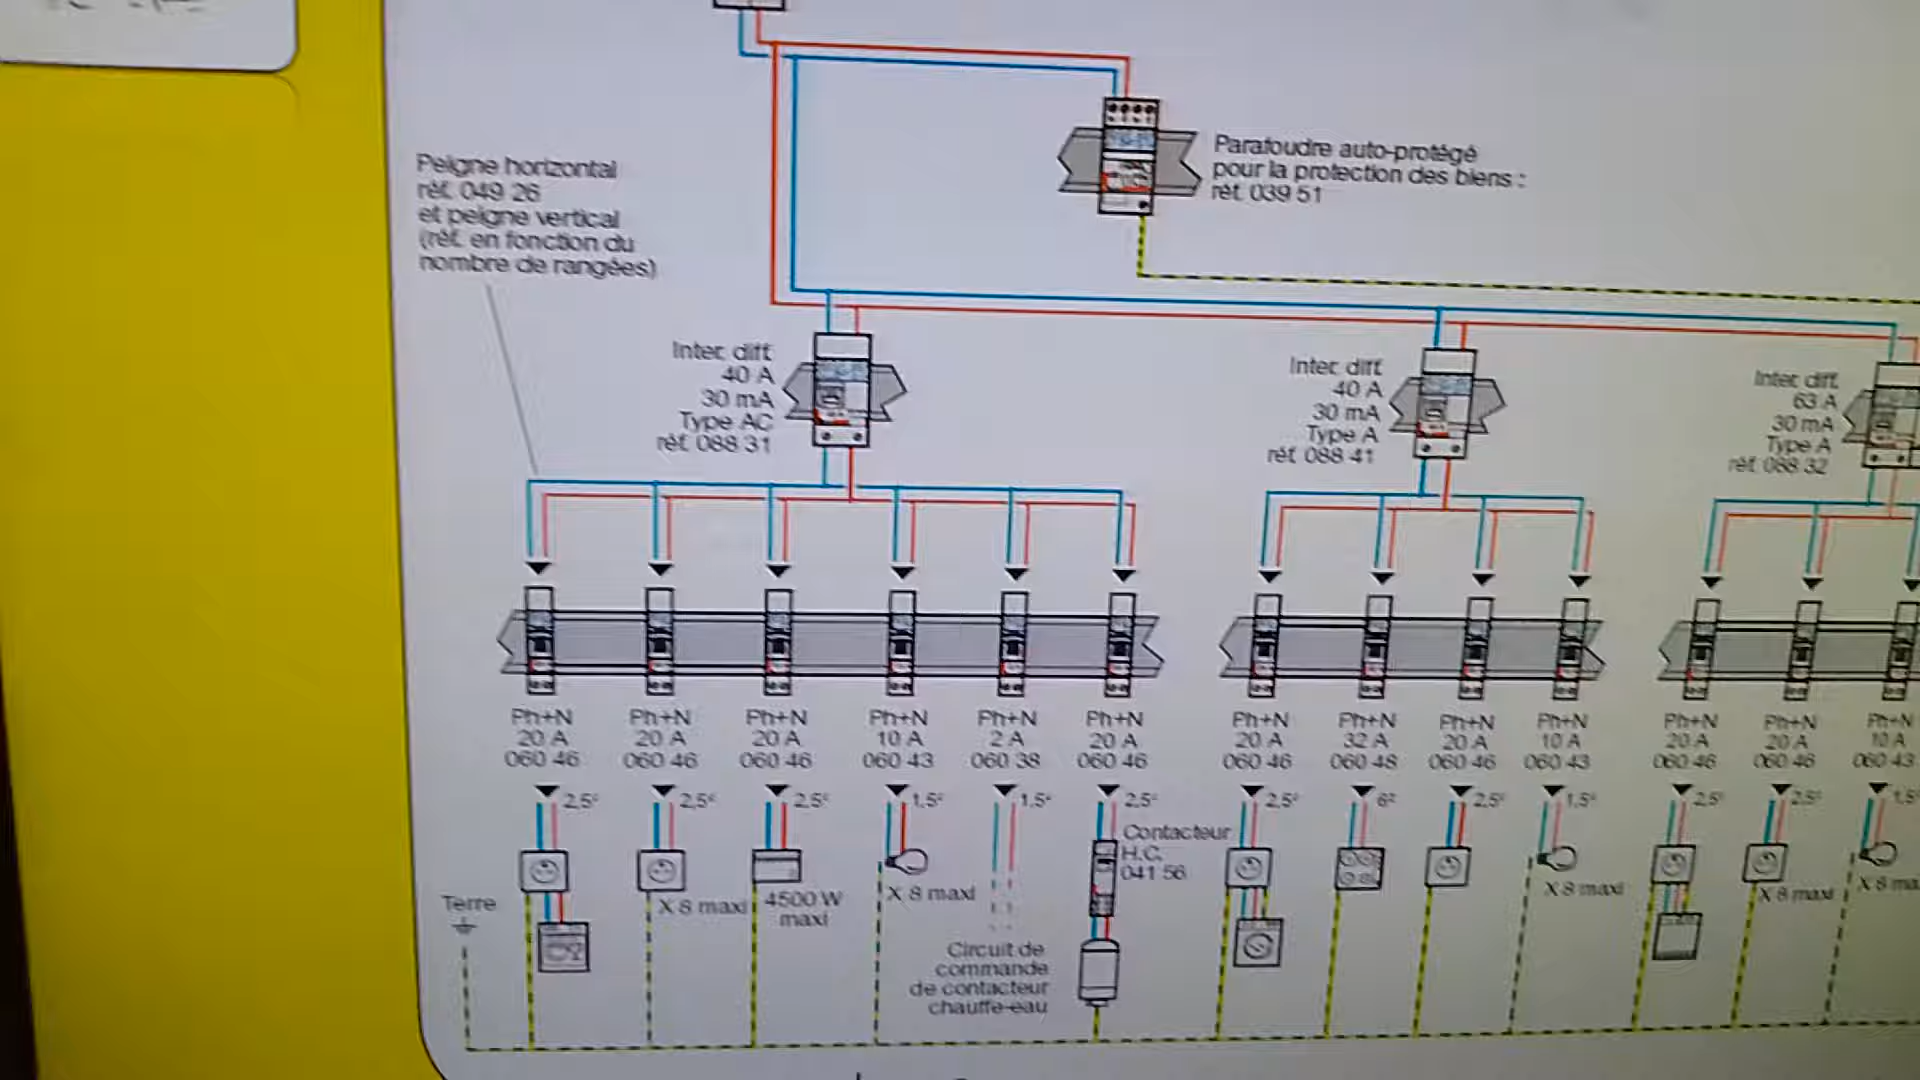 Parafoudre auto-protégé
pour la protection des biens :
réf. 039 51
Peigne horizontal
réf. 049 26
et peigne vertical
(réf. en fonction du
nombre de rangées)
Inter. diff.
40 A
30 mA
Type AC
réf. 088 31
Inter. diff.
40 A
30 mA
Type A
réf. 088 41
Inter. diff.
63 A
30 mA
Type A
réf. 088 32
Ph+N
20 A
060 46
Ph+N
20 A
060 46
Ph+N
20 A
060 46
Ph+N
10 A
060 43
Ph+N
2 A
060 38
Ph+N
20 A
060 46
Ph+N
20 A
060 46
Ph+N
32 A
060 48
Ph+N
20 A
060 46
Ph+N
10 A
060 43
Ph+N
20 A
060 46
Ph+N
20 A
060 46
Ph+N
10 A
060 43
2,5²
2,5²
2,5²
1,5²
1,5²
2,5²
2,5²
6²
2,5²
1,5²
2,5²
2,5²
1,5²
Contacteur
H.C.
041 56
Terre
X 8 maxi
4500 W
maxi
X 8 maxi
Circuit de
commande
de contacteur
chauffe-eau
X 8 maxi
X 8 maxi
X 8